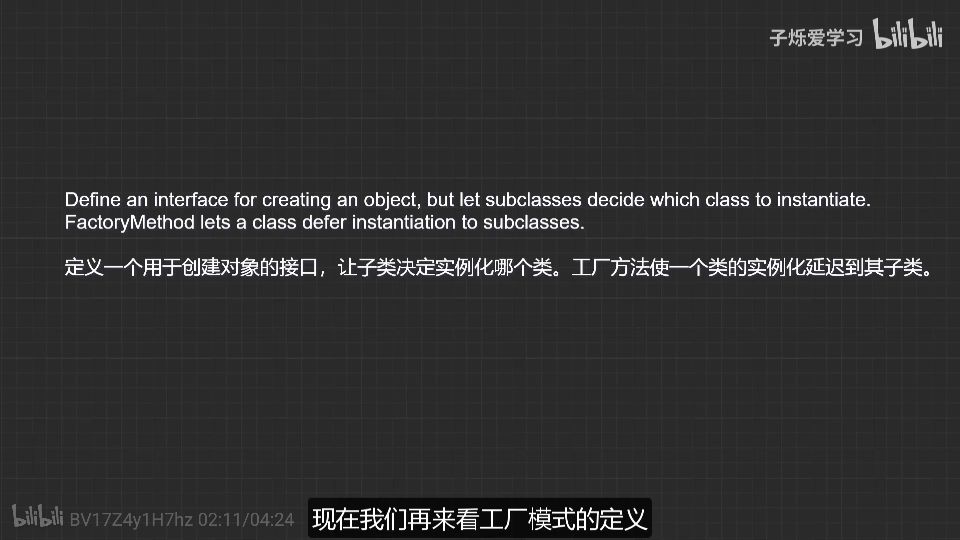 子烁爱学习 bilibili
Define an interface for creating an object, but let subclasses decide which class to instantiate.
FactoryMethod lets a class defer instantiation to subclasses.
定义一个用于创建对象的接口，让子类决定实例化哪个类。工厂方法使一个类的实例化延迟到其子类。
bilibili BV17Z4y1H7hz 02:11/04:24
现在我们再来看工厂模式的定义